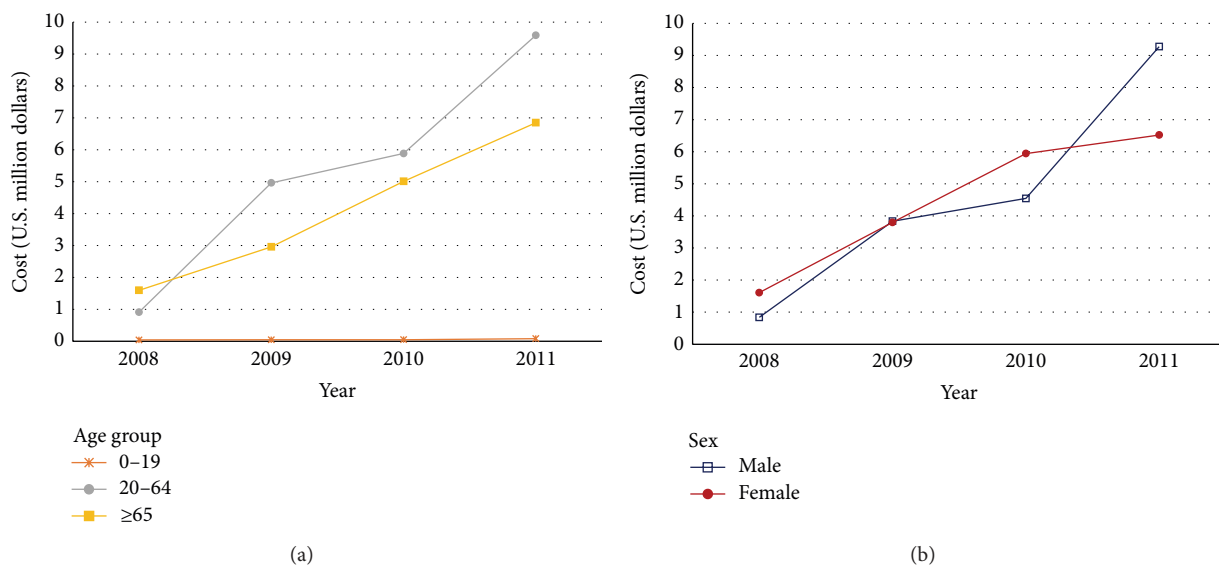 10
9
8
7
6
5
4
3
2
1
0
Cost (U.S. million dollars)
2008 2009 2010 2011
Year
Age group
0–19
20–64
≥65
(a)
10
9
8
7
6
5
4
3
2
1
0
Cost (U.S. million dollars)
2008 2009 2010 2011
Year
Sex
Male
Female
(b)